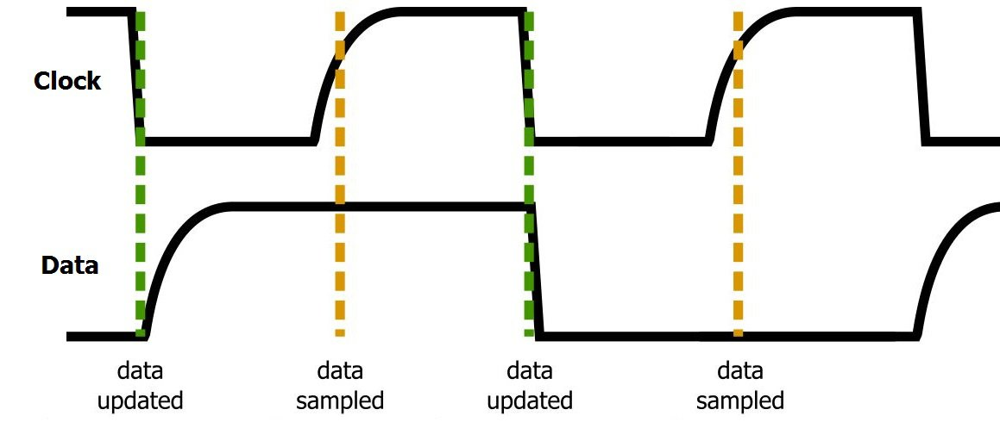 Clock
Data
data
updated
data
sampled
data
updated
data
sampled